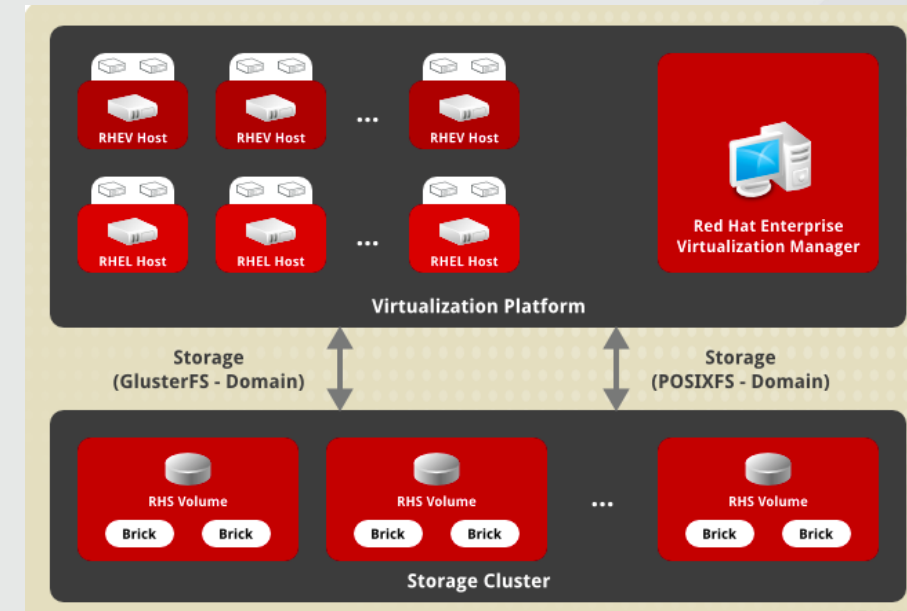 RHEV Host
RHEV Host
...
RHEV Host
RHEL Host
RHEL Host
...
RHEL Host
Red Hat Enterprise
Virtualization Manager
Virtualization Platform
Storage
(GlusterFS - Domain)
Storage
(POSIXFS - Domain)
RHS Volume
Brick
Brick
RHS Volume
Brick
Brick
...
RHS Volume
Brick
Brick
Storage Cluster